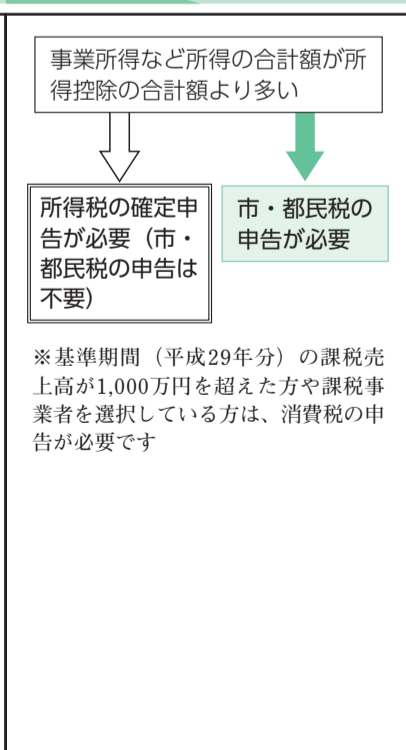 事業所得など所得の合計額が所
得控除の合計額より多い
所得税の確定申
告が必要（市・
都民税の申告は
不要）
市・都民税の
申告が必要
※基準期間（平成29年分）の課税売
上高が1,000万円を超えた方や課税事
業者を選択している方は、消費税の申
告が必要です